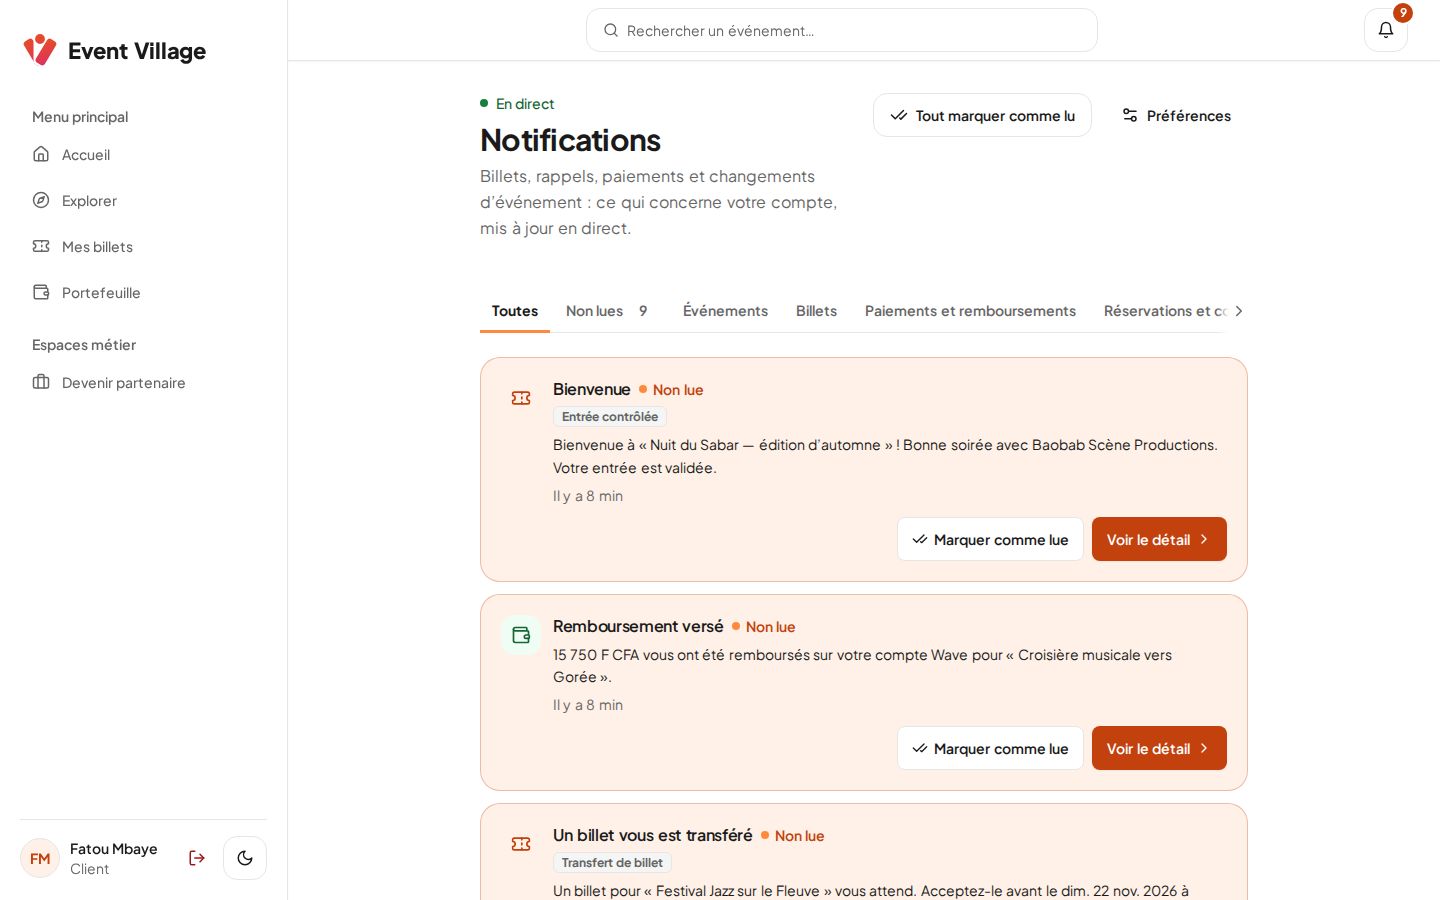 Event Village
Rechercher un événement…
9
Menu principal
Accueil
Explorer
Mes billets
Portefeuille
Espaces métier
Devenir partenaire
FM
Fatou Mbaye
Client
En direct
Notifications
Billets, rappels, paiements et changements
d’événement : ce qui concerne votre compte,
mis à jour en direct.
Tout marquer comme lu
Préférences
Toutes
Non lues 9
Événements
Billets
Paiements et remboursements
Réservations et
Bienvenue
Non lue
Entrée contrôlée
Bienvenue à « Nuit du Sabar — édition d’automne » ! Bonne soirée avec Baobab Scène Productions.
Votre entrée est validée.
Il y a 8 min
Marquer comme lue
Voir le détail
Remboursement versé
Non lue
15 750 F CFA vous ont été remboursés sur votre compte Wave pour « Croisière musicale vers
Gorée ».
Il y a 8 min
Marquer comme lue
Voir le détail
Un billet vous est transféré
Non lue
Transfert de billet
Un billet pour « Festival Jazz sur le Fleuve » vous attend. Acceptez-le avant le dim. 22 nov. 2026 à